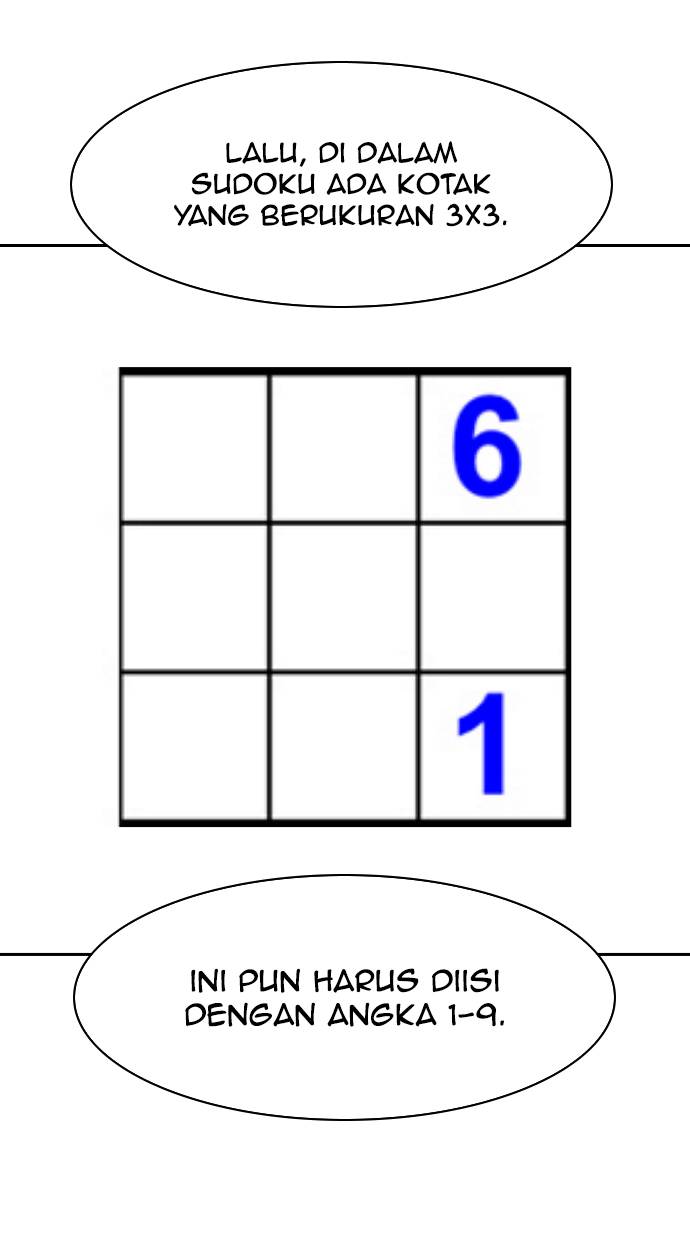 LALU, DI DALAM
SUDOKU ADA KOTAK
YANG BERUKURAN 3X3.
6
1
INI PUN HARUS DIISI
DENGAN ANGKA 1-9.